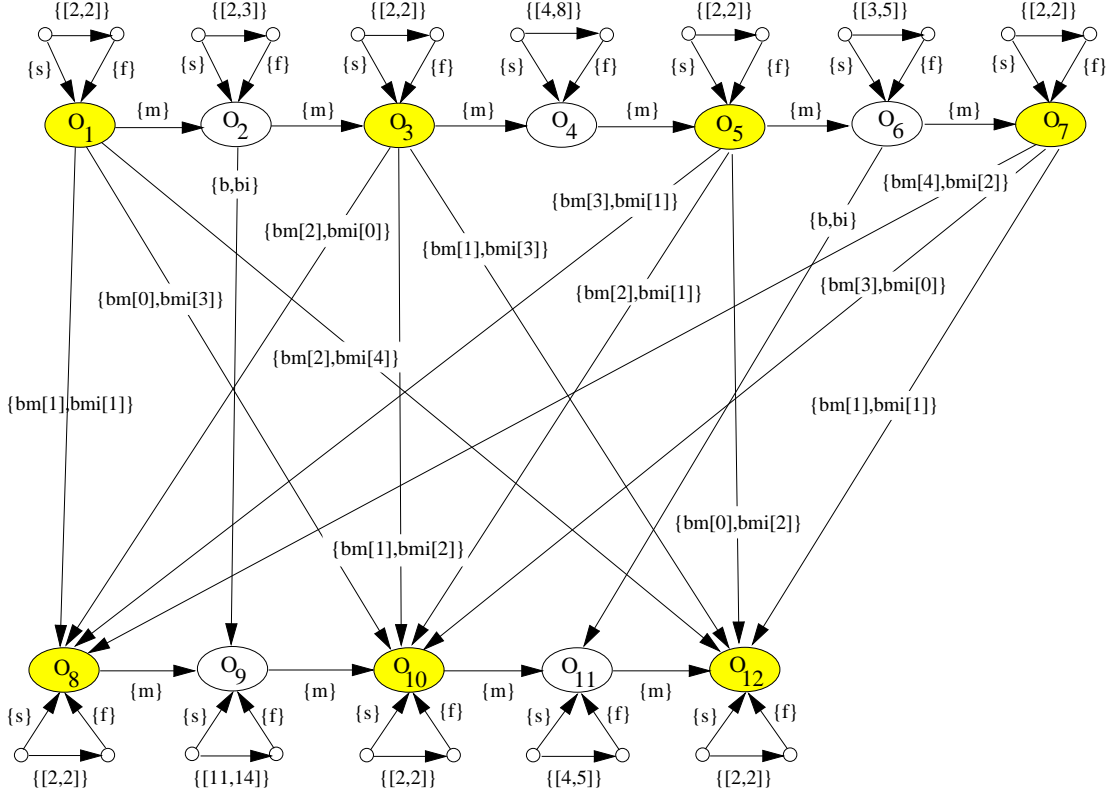 {[2,2]} {[2,3]} {[2,2]} {[4,8]} {[2,2]} {[3,5]} {[2,2]}
{s} {f} {s} {f} {s} {f} {s} {f} {s} {f} {s} {f} {s} {f}
O1 {m} O2 {m} O3 {m} O4 {m} O5 {m} O6 {m} O7
{b,bi}
{bm[4],bmi[2]}
{bm[3],bmi[1]}
{b,bi}
{bm[2],bmi[0]}
{bm[1],bmi[3]}
{bm[3],bmi[0]}
{bm[2],bmi[1]}
{bm[0],bmi[3]}
{bm[2],bmi[4]}
{bm[1],bmi[1]}
{bm[1],bmi[1]}
{bm[0],bmi[2]}
{bm[1],bmi[2]}
O8 {m} O9 {m} O10 {m} O11 {m} O12
{s} {f} {s} {f} {s} {f} {s} {f} {s} {f}
{[2,2]} {[11,14]} {[2,2]} {[4,5]} {[2,2]}